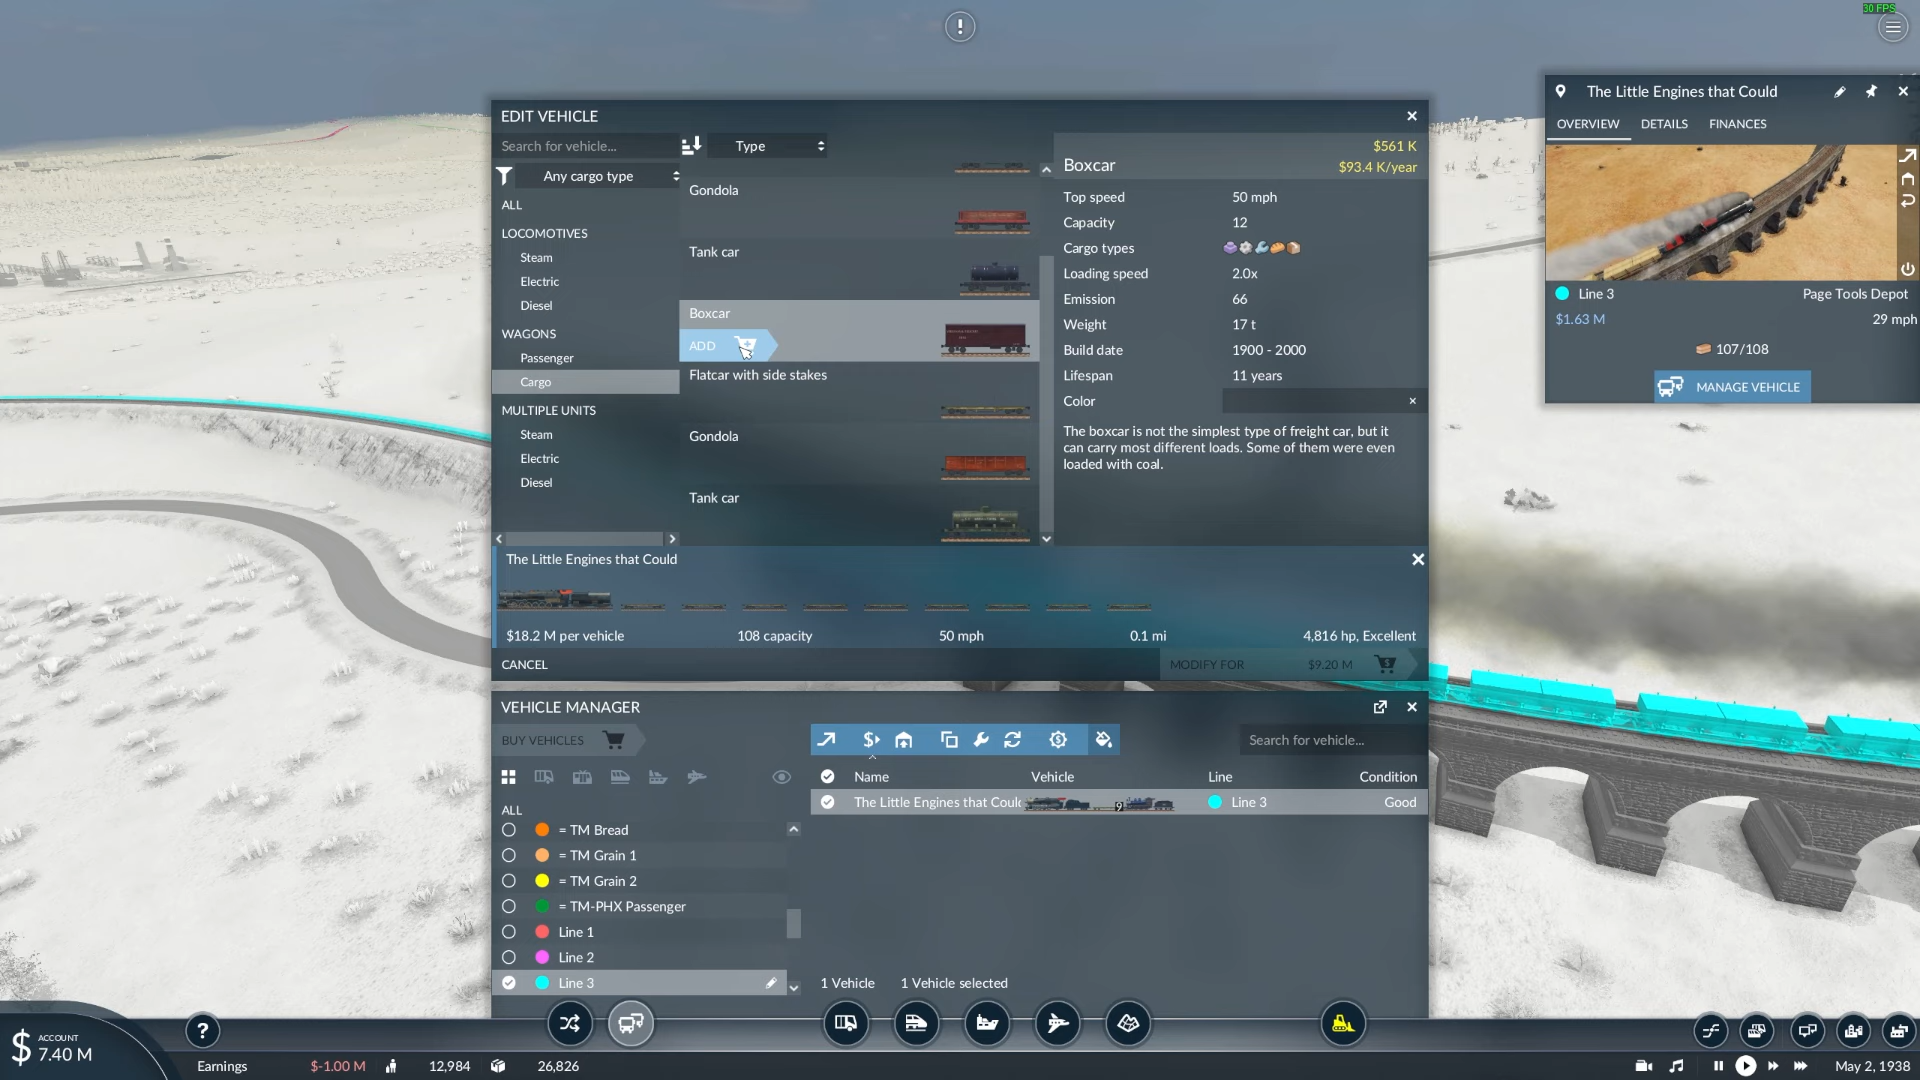 30 FPS
!
EDIT VEHICLE
Search for vehicle...
Type
Any cargo type
ALL
LOCOMOTIVES
Steam
Electric
Diesel
WAGONS
Passenger
Cargo
MULTIPLE UNITS
Steam
Electric
Diesel
Gondola
Tank car
Boxcar
ADD
Flatcar with side stakes
Gondola
Tank car
$561 K
Boxcar
$93.4 K/year
Top speed 50 mph
Capacity 12
Cargo types
Loading speed 2.0x
Emission 66
Weight 17 t
Build date 1900 - 2000
Lifespan 11 years
Color
The boxcar is not the simplest type of freight car, but it
can carry most different loads. Some of them were even
loaded with coal.
The Little Engines that Could
$18.2 M per vehicle 108 capacity 50 mph 0.1 mi 4,816 hp, Excellent
CANCEL
MODIFY FOR $9.20 M
VEHICLE MANAGER
BUY VEHICLES
Search for vehicle...
ALL
= TM Bread
= TM Grain 1
= TM Grain 2
= TM-PHX Passenger
Line 1
Line 2
Line 3
Name Vehicle Line Condition
The Little Engines that Coul 9 Line 3 Good
1 Vehicle 1 Vehicle selected
The Little Engines that Could
OVERVIEW DETAILS FINANCES
Line 3 Page Tools Depot
$1.63 M 29 mph
107/108
MANAGE VEHICLE
?
$ ACCOUNT
7.40 M
Earnings $-1.00 M 12,984 26,826
May 2, 1938